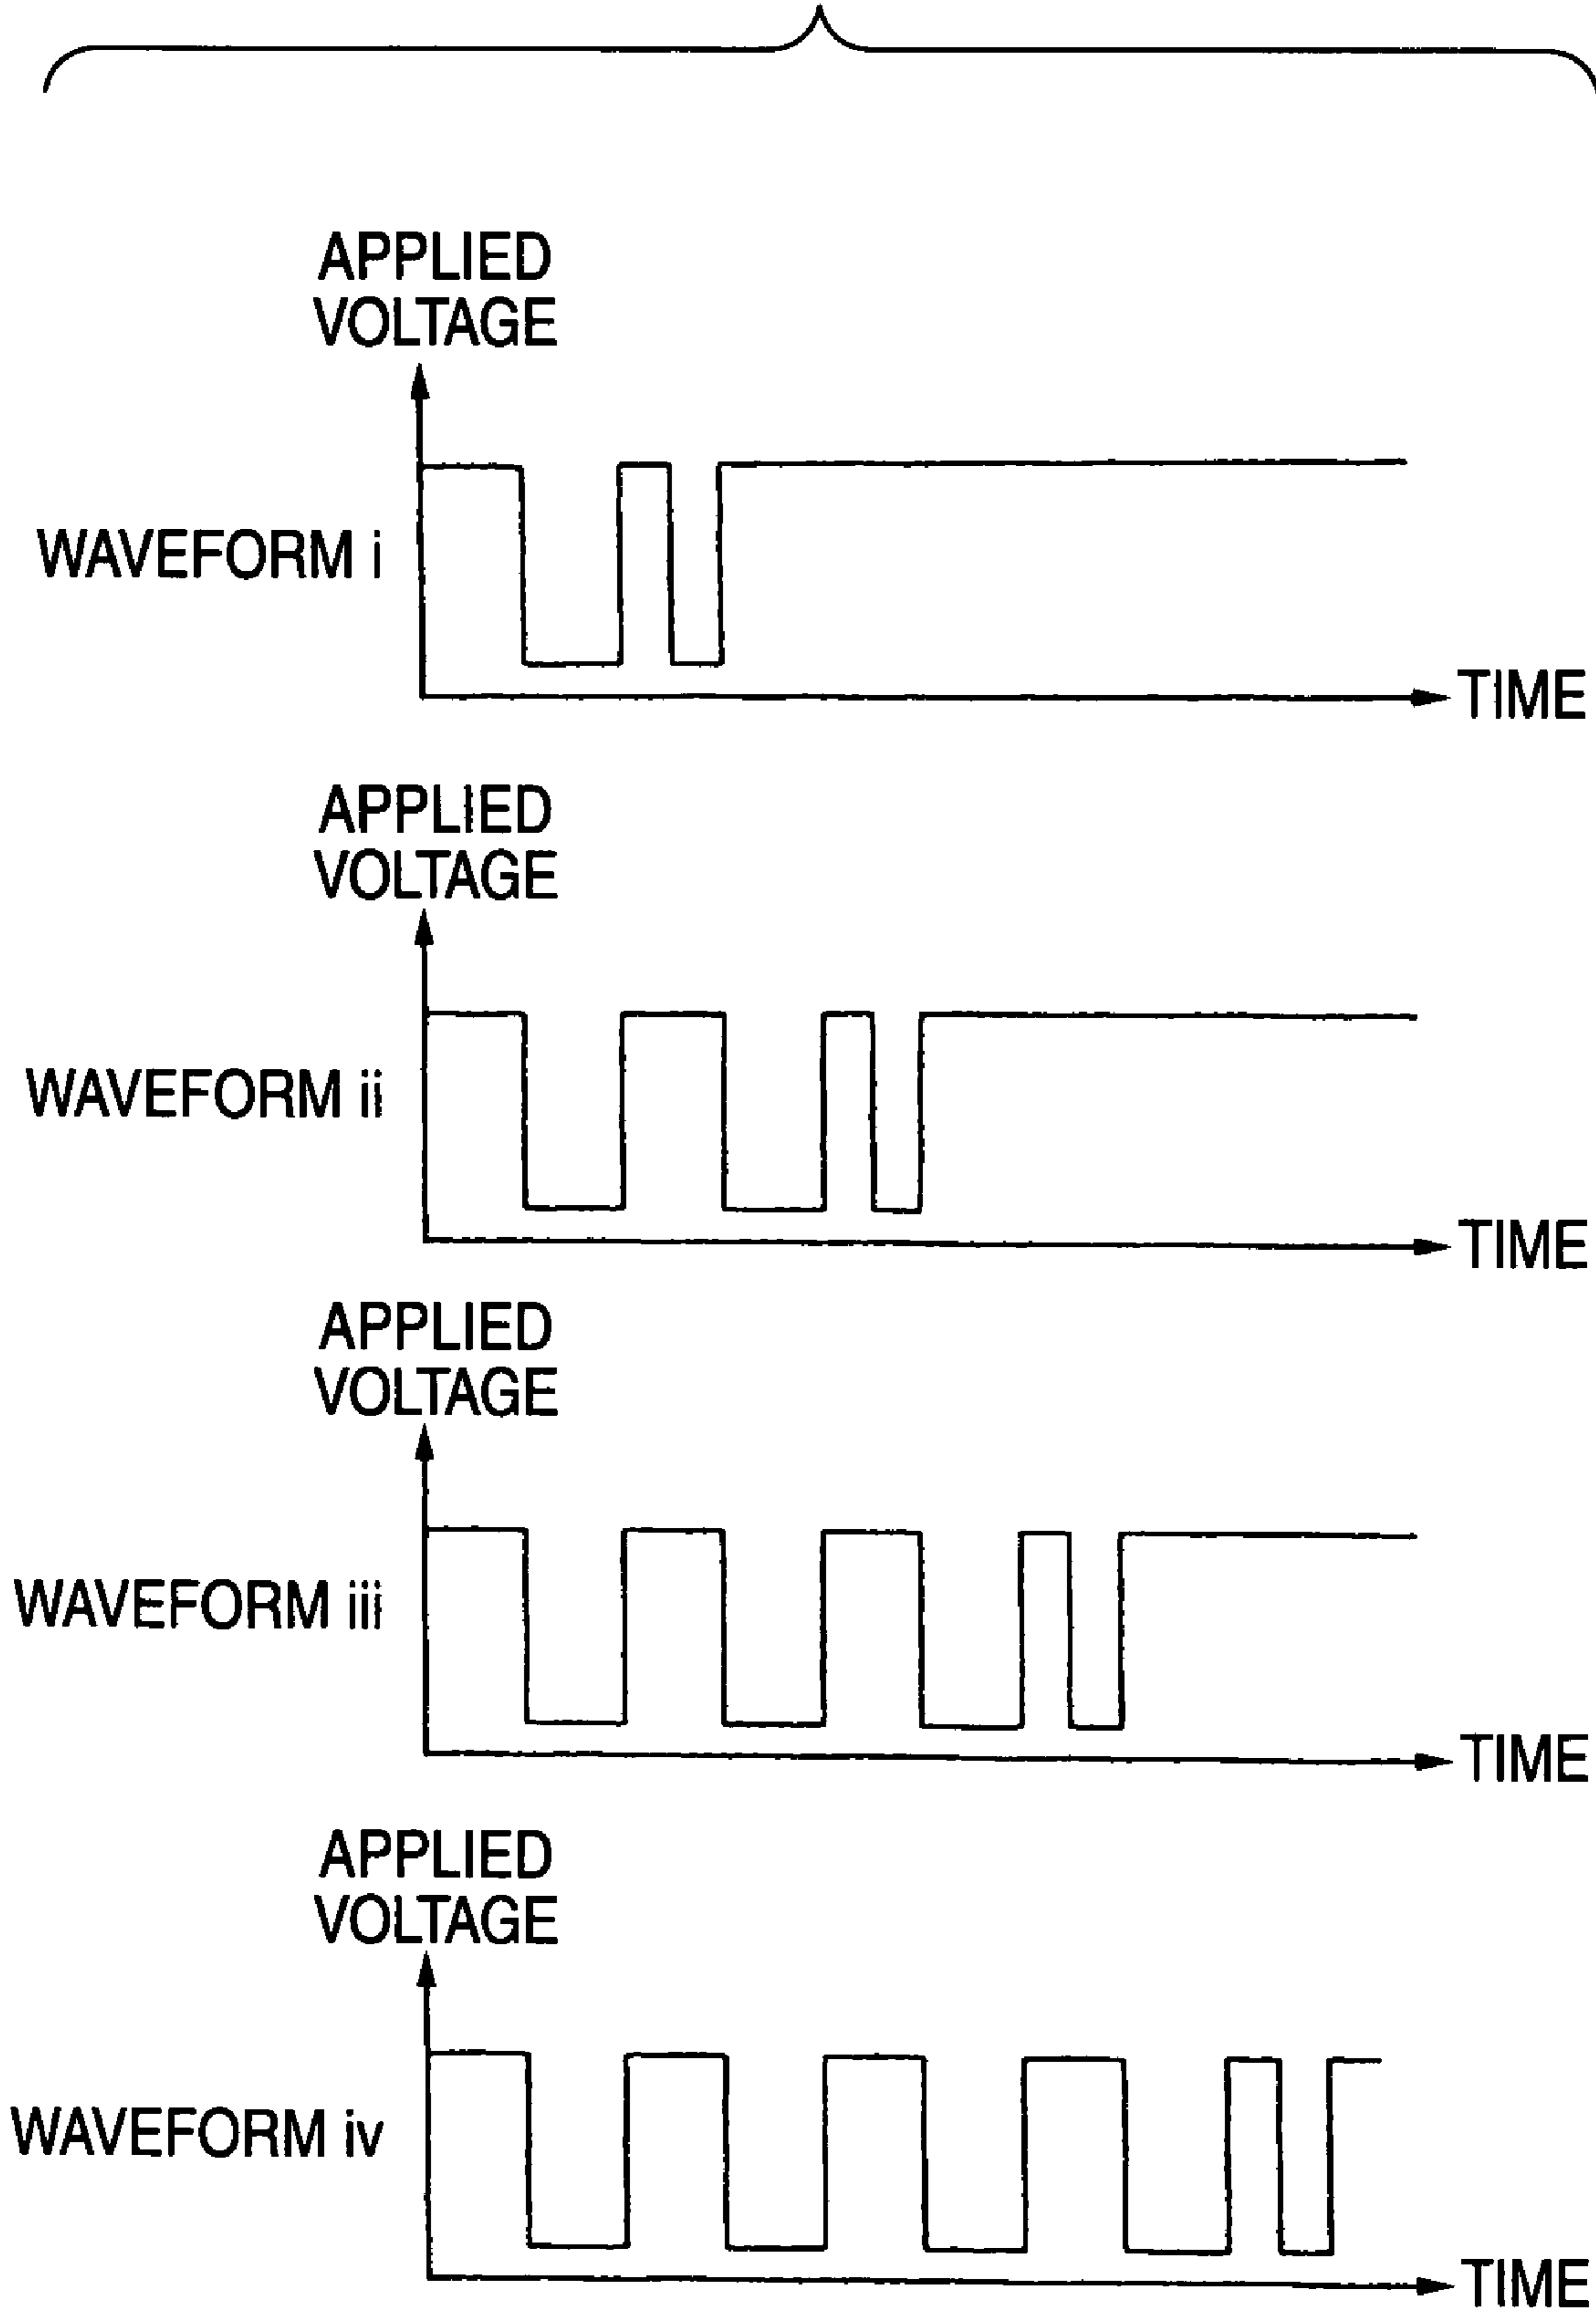 APPLIED
VOLTAGE
WAVEFORM i
TIME
APPLIED
VOLTAGE
WAVEFORM ii
TIME
APPLIED
VOLTAGE
WAVEFORM iii
TIME
APPLIED
VOLTAGE
WAVEFORM iv
TIME